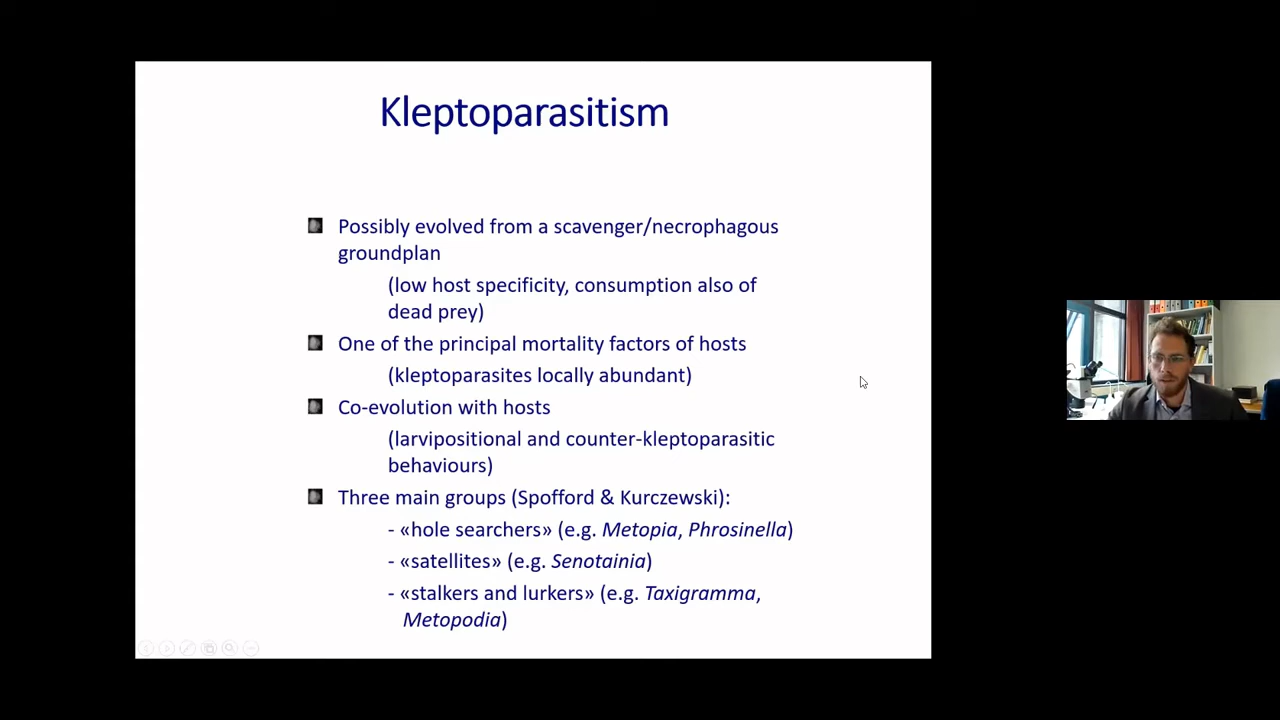 Kleptoparasitism
Possibly evolved from a scavenger/necrophagous
groundplan
(low host specificity, consumption also of
dead prey)
One of the principal mortality factors of hosts
(kleptoparasites locally abundant)
Co-evolution with hosts
(larvipositional and counter-kleptoparasitic
behaviours)
Three main groups (Spofford & Kurczewski):
- «hole searchers» (e.g. Metopia, Phrosinella)
- «satellites» (e.g. Senotainia)
- «stalkers and lurkers» (e.g. Taxigramma,
Metopodia)